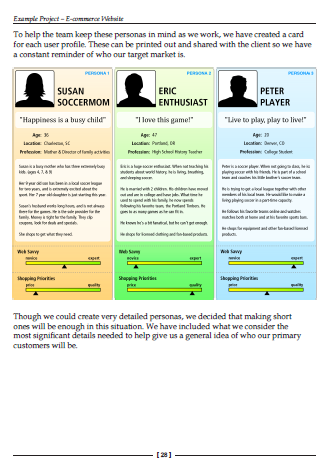 Example Project – E-commerce Website
To help the team keep these personas in mind as we work, we have created a card
for each user profile. These can be printed out and shared with the client so we have
a constant reminder of who our target market is.
PERSONA 1
SUSAN
SOCCERMOM
"Happiness is a busy child"
Age: 36
Location: Charleston, SC
Profession: Mother & Director of family activities
Susan is a busy mother who has three extremely busy
kids (ages 4, 7, & 9)
Her 9 year old son has been in a local soccer league
for two years, and is extremely excited about the
sport. Her 7 year old daughter is just starting this year.
Susan's husband works long hours, and is not always
there for the games. He is the sole provider for the
family. Money is tight for the family. They clip
coupons, look for deals and specials.
She shops to get what they need.
Web Savvy
novice expert
Shopping Priorities
price quality
PERSONA 2
ERIC
ENTHUSIAST
"I love this game!"
Age: 47
Location: Portland, OR
Profession: High School History Teacher
Eric is a huge soccer enthusiast. When not teaching his
students about world history, he is living, breathing,
and sleeping soccer.
He is married with 2 children. His children have moved
out and are in college and have busy jobs. What time he
used to spend with his family, he now spends
following his favorite team, the Portland Timbers. He
goes to as many games as he can fit in.
He knows he's a bit fanatical, but he can't get enough.
He shops for licensed clothing and fan-based products.
Web Savvy
novice expert
Shopping Priorities
price quality
PERSONA 3
PETER
PLAYER
"Live to play, play to live!"
Age: 20
Location: Denver, CO
Profession: College Student
Peter is a soccer player. When not going to class, he is
playing soccer with his friends. He is part of a school
team and coaches his little brother's soccer team.
He is trying to get a local league together with other
members of his local team. He would like to make a
living playing soccer in a part-time capacity.
He follows his favorite teams online and watches
matches both at home and at his favorite sports bars.
He shops for equipment and other fan-based licensed
products.
Web Savvy
novice expert
Shopping Priorities
price quality
Though we could create very detailed personas, we decided that making short
ones will be enough in this situation. We have included what we consider the
most significant details needed to help give us a general idea of who our primary
customers will be.
[ 28 ]